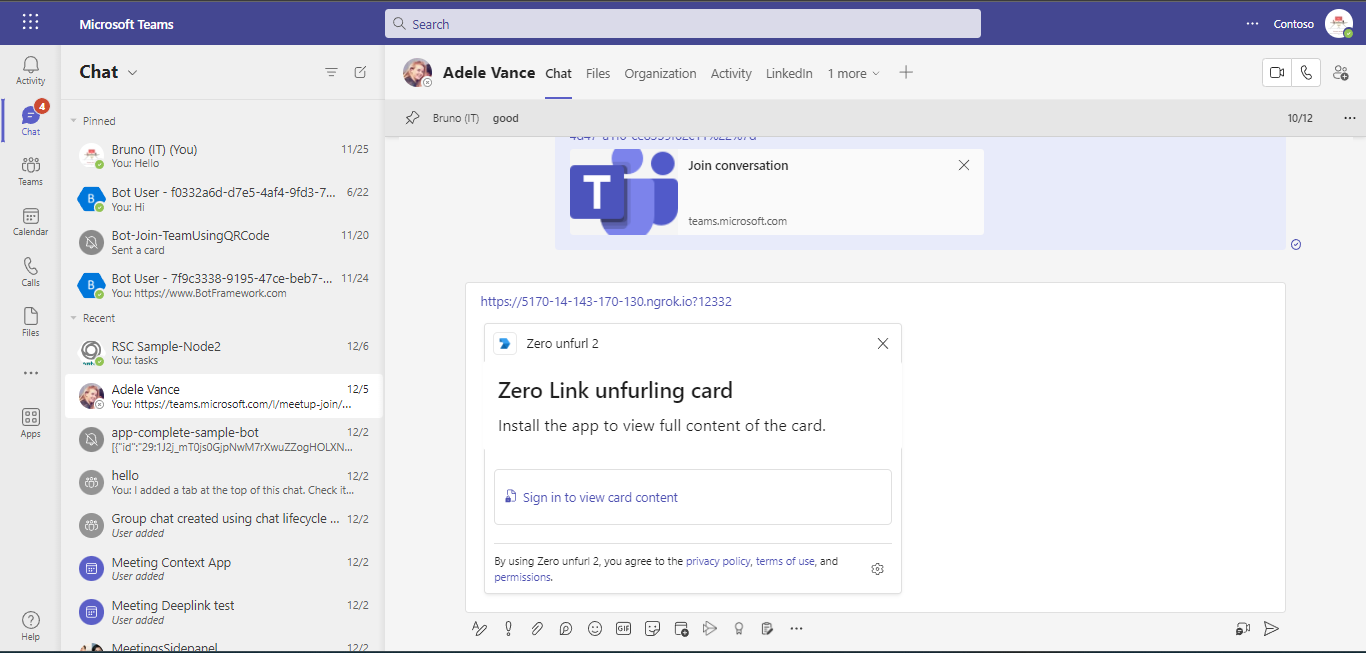 Microsoft Teams
Search
Contoso
Activity
4
Chat
Teams
Calendar
Calls
Files
Apps
Help
Chat
Pinned
Bruno (IT) (You) 11/25
You: Hello
B
Bot User - f0332a6d-d7e5-4af4-9fd3-7... 6/22
You: Hi
Bot-Join-TeamUsingQRCode 11/20
Sent a card
B
Bot User - 7f9c3338-9195-47ce-beb7-... 11/24
You: https://www.BotFramework.com
Recent
RSC Sample-Node2 12/6
You: tasks
Adele Vance 12/5
You: https://teams.microsoft.com/l/meetup-join/...
app-complete-sample-bot 12/2
[{"id":"29:1J2j_mT0js0GjpNwM7rXwuZZogHOLXN...
hello 12/2
You: I added a tab at the top of this chat. Check it...
Group chat created using chat lifecycle ... 12/2
User added
Meeting Context App 12/2
User added
Meeting Deeplink test 12/2
User added
MeetingsSidepanel 12/2
Adele Vance Chat Files Organization Activity LinkedIn 1 more
Bruno (IT) good 10/12
T
Join conversation
teams.microsoft.com
https://5170-14-143-170-130.ngrok.io?12332
Zero unfurl 2
Zero Link unfurling card
Install the app to view full content of the card.
Sign in to view card content
By using Zero unfurl 2, you agree to the privacy policy, terms of use, and
permissions.
GIF